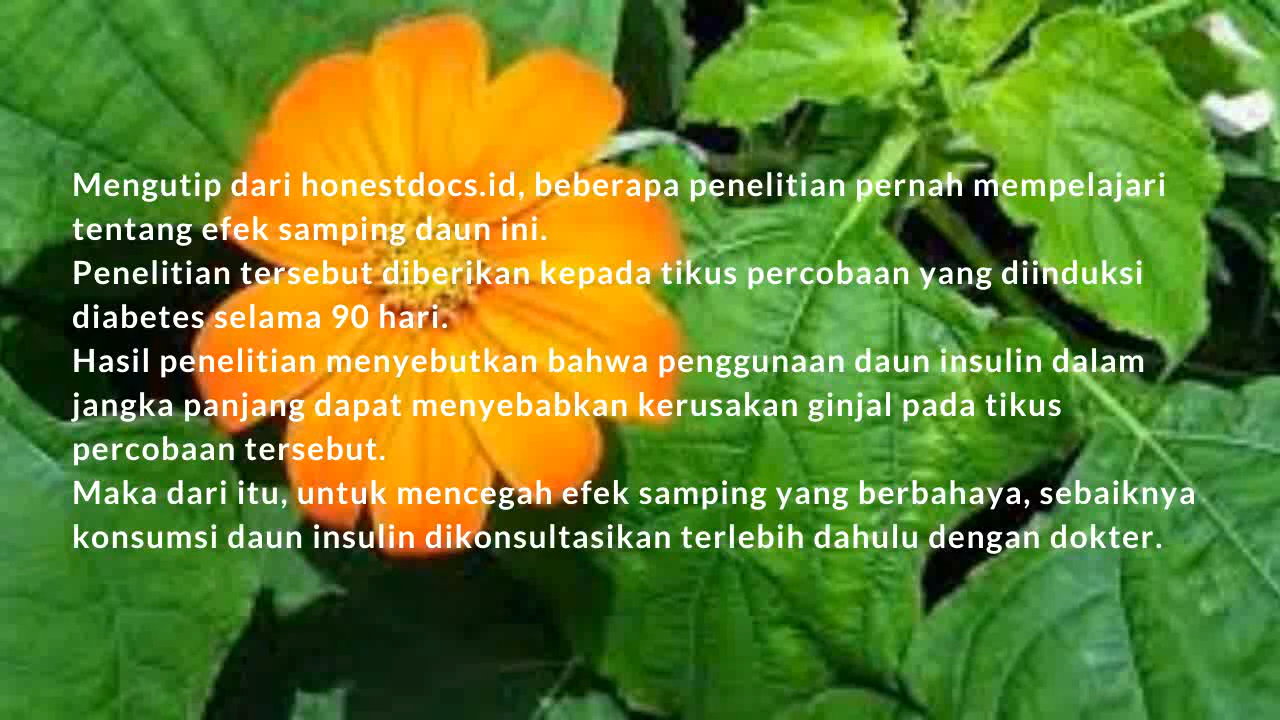 Mengutip dari honestdocs.id, beberapa penelitian pernah mempelajari
tentang efek samping daun ini.
Penelitian tersebut diberikan kepada tikus percobaan yang diinduksi
diabetes selama 90 hari.
Hasil penelitian menyebutkan bahwa penggunaan daun insulin dalam
jangka panjang dapat menyebabkan kerusakan ginjal pada tikus
percobaan tersebut.
Maka dari itu, untuk mencegah efek samping yang berbahaya, sebaiknya
konsumsi daun insulin dikonsultasikan terlebih dahulu dengan dokter.